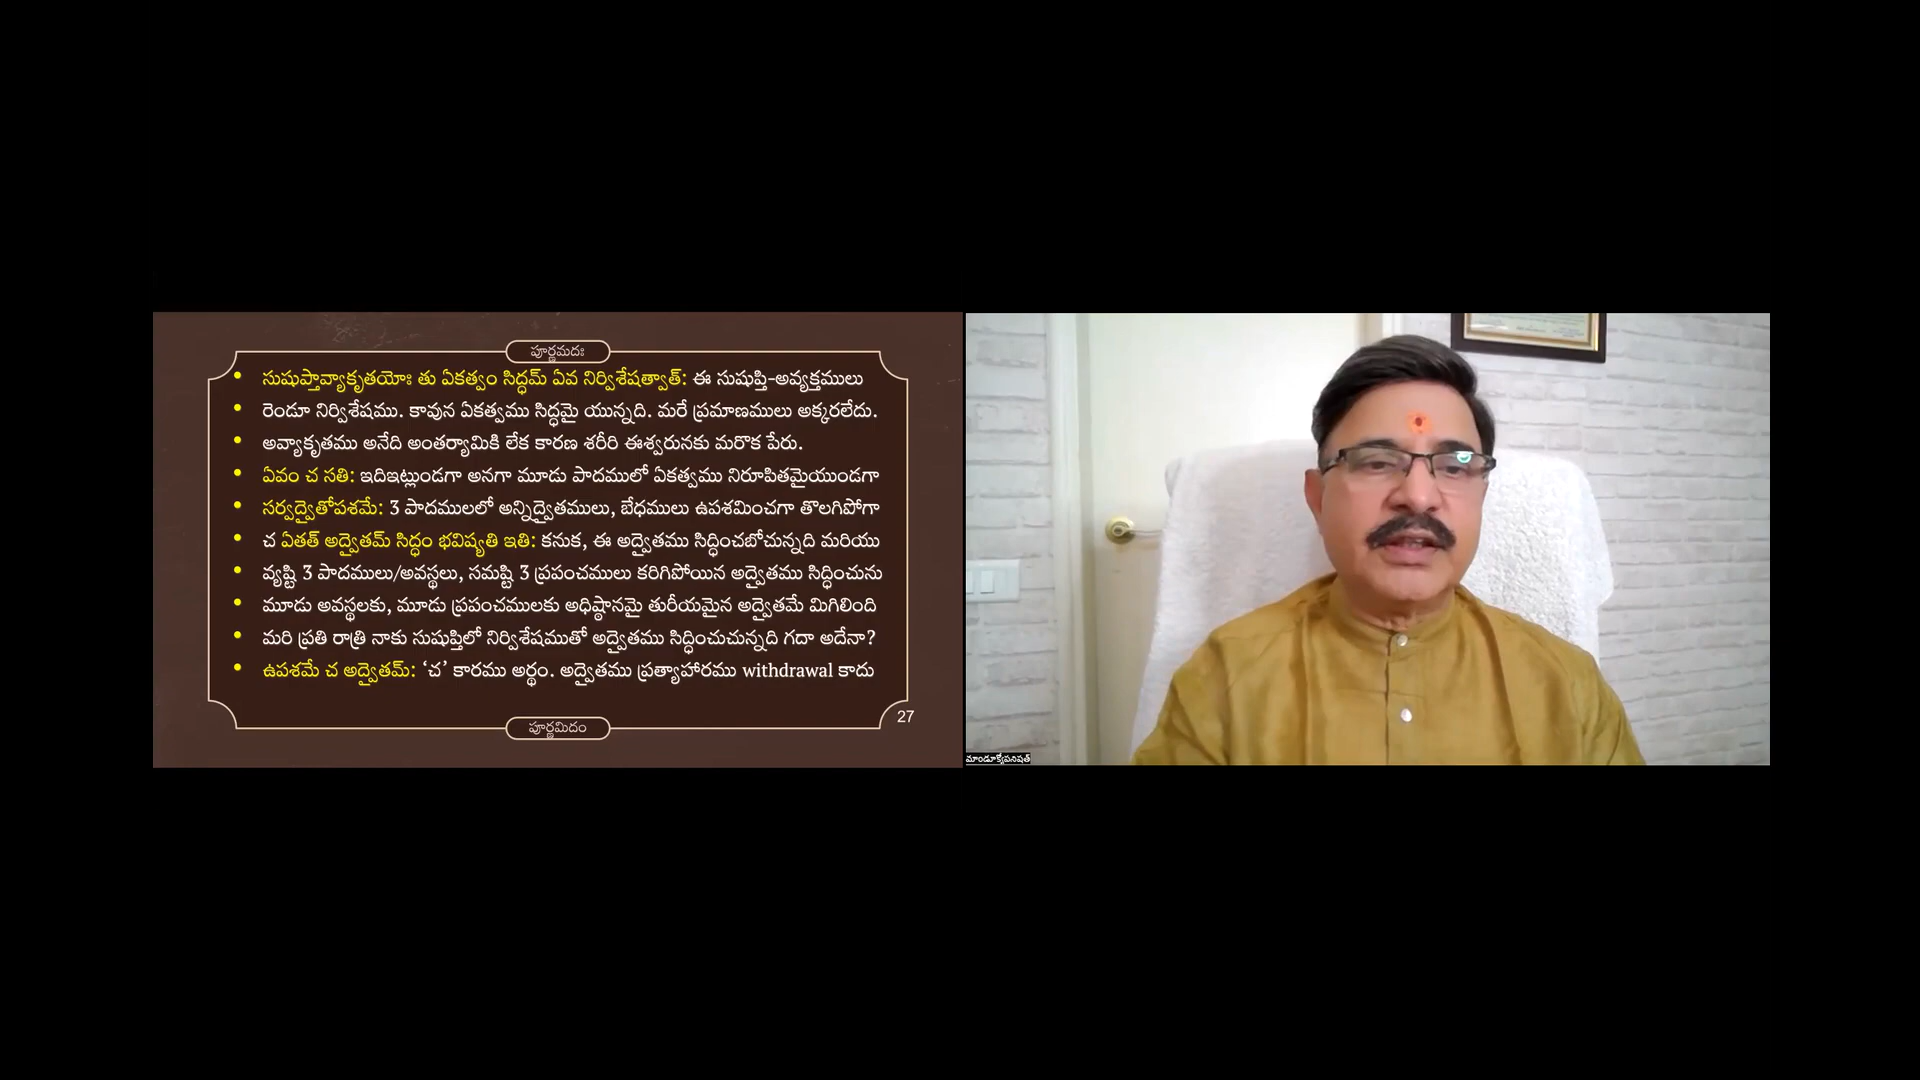 పూర్ణమదః
• సుషుప్తావ్యాకృతయోః తు ఏకత్వం సిద్ధమ్ ఏవ నిర్విశేషత్వాత్: ఈ సుషుప్తి-అవ్యక్తములు
• రెండూ నిర్విశేషము. కావున ఏకత్వము సిద్ధమై యున్నది. మరే ప్రమాణములు అక్కరలేదు.
• అవ్యాకృతము అనేది అంతర్యామికి లేక కారణ శరీరి ఈశ్వరునకు మరొక పేరు.
• ఏవం చ సతి: ఇదిఇట్లుండగా అనగా మూడు పాదములో ఏకత్వము నిరూపితమైయుండగా
• సర్వద్వైతోపశమే: 3 పాదములలో అన్నిద్వైతములు, బేధములు ఉపశమించగా తొలగిపోగా
• చ ఏతత్ అద్వైతమ్ సిద్ధం భవిష్యతి ఇతి: కనుక, ఈ అద్వైతము సిద్ధించబోచున్నది మరియు
• వ్యష్టి 3 పాదములు/అవస్థలు, సమష్టి 3 ప్రపంచములు కరిగిపోయిన అద్వైతము సిద్ధించును
• మూడు అవస్థలకు, మూడు ప్రపంచములకు అధిష్ఠానమై తురీయమైన అద్వైతమే మిగిలింది
• మరి ప్రతి రాత్రి నాకు సుషుప్తిలో నిర్విశేషముతో అద్వైతము సిద్ధించుచున్నది గదా అదేనా?
• ఉపశమే చ అద్వైతమ్: ‘చ’ కారము అర్థం. అద్వైతము ప్రత్యాహారము withdrawal కాదు
27
పూర్ణమిదం
మాండూక్యోపనిషత్